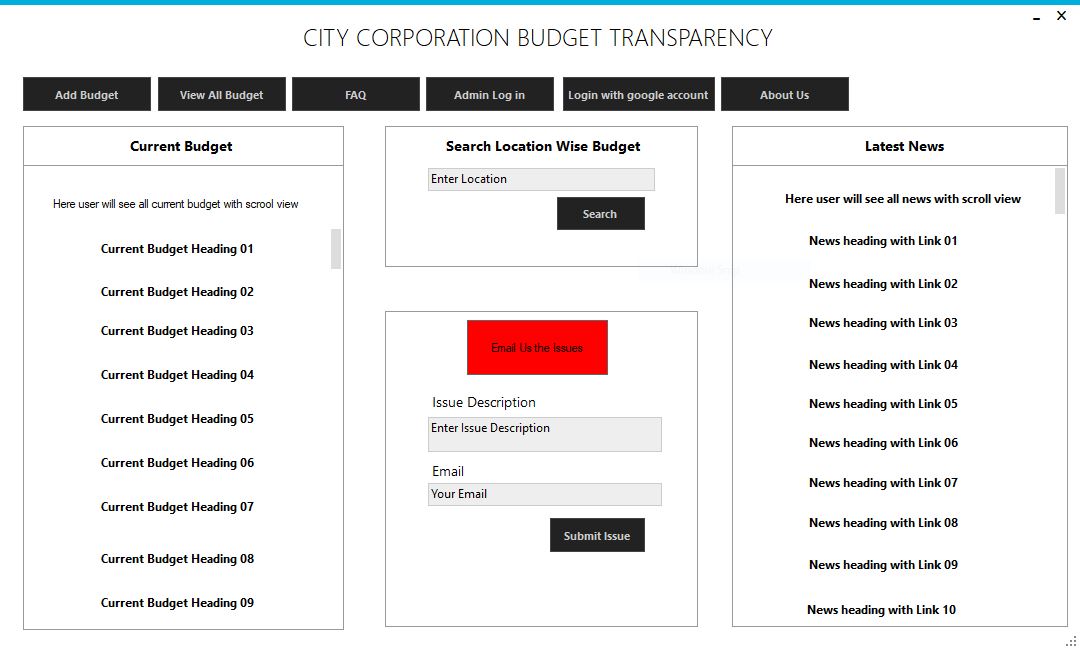 CITY CORPORATION BUDGET TRANSPARENCY
Add Budget
View All Budget
FAQ
Admin Log in
Login with google account
About Us
Current Budget
Here user will see all current budget with scrool view
Current Budget Heading 01
Current Budget Heading 02
Current Budget Heading 03
Current Budget Heading 04
Current Budget Heading 05
Current Budget Heading 06
Current Budget Heading 07
Current Budget Heading 08
Current Budget Heading 09
Search Location Wise Budget
Enter Location
Search
Email Us the Issues
Issue Description
Enter Issue Description
Email
Your Email
Submit Issue
Latest News
Here user will see all news with scroll view
News heading with Link 01
News heading with Link 02
News heading with Link 03
News heading with Link 04
News heading with Link 05
News heading with Link 06
News heading with Link 07
News heading with Link 08
News heading with Link 09
News heading with Link 10